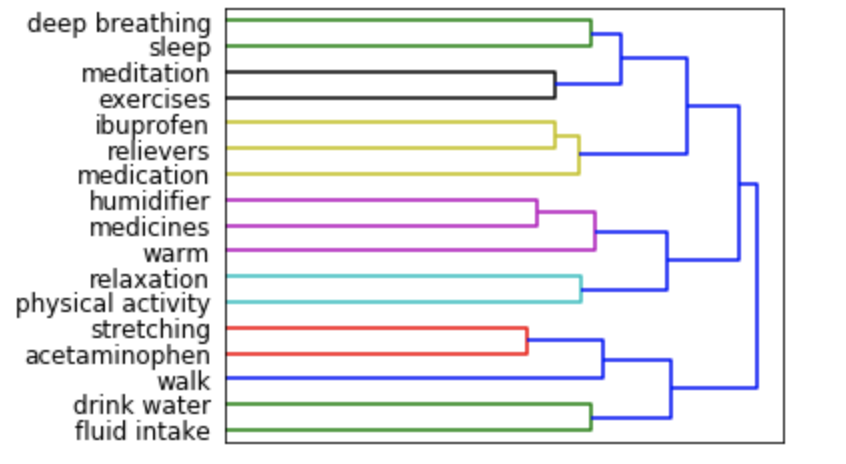 deep breathing
sleep
meditation
exercises
ibuprofen
relievers
medication
humidifier
medicines
warm
relaxation
physical activity
stretching
acetaminophen
walk
drink water
fluid intake